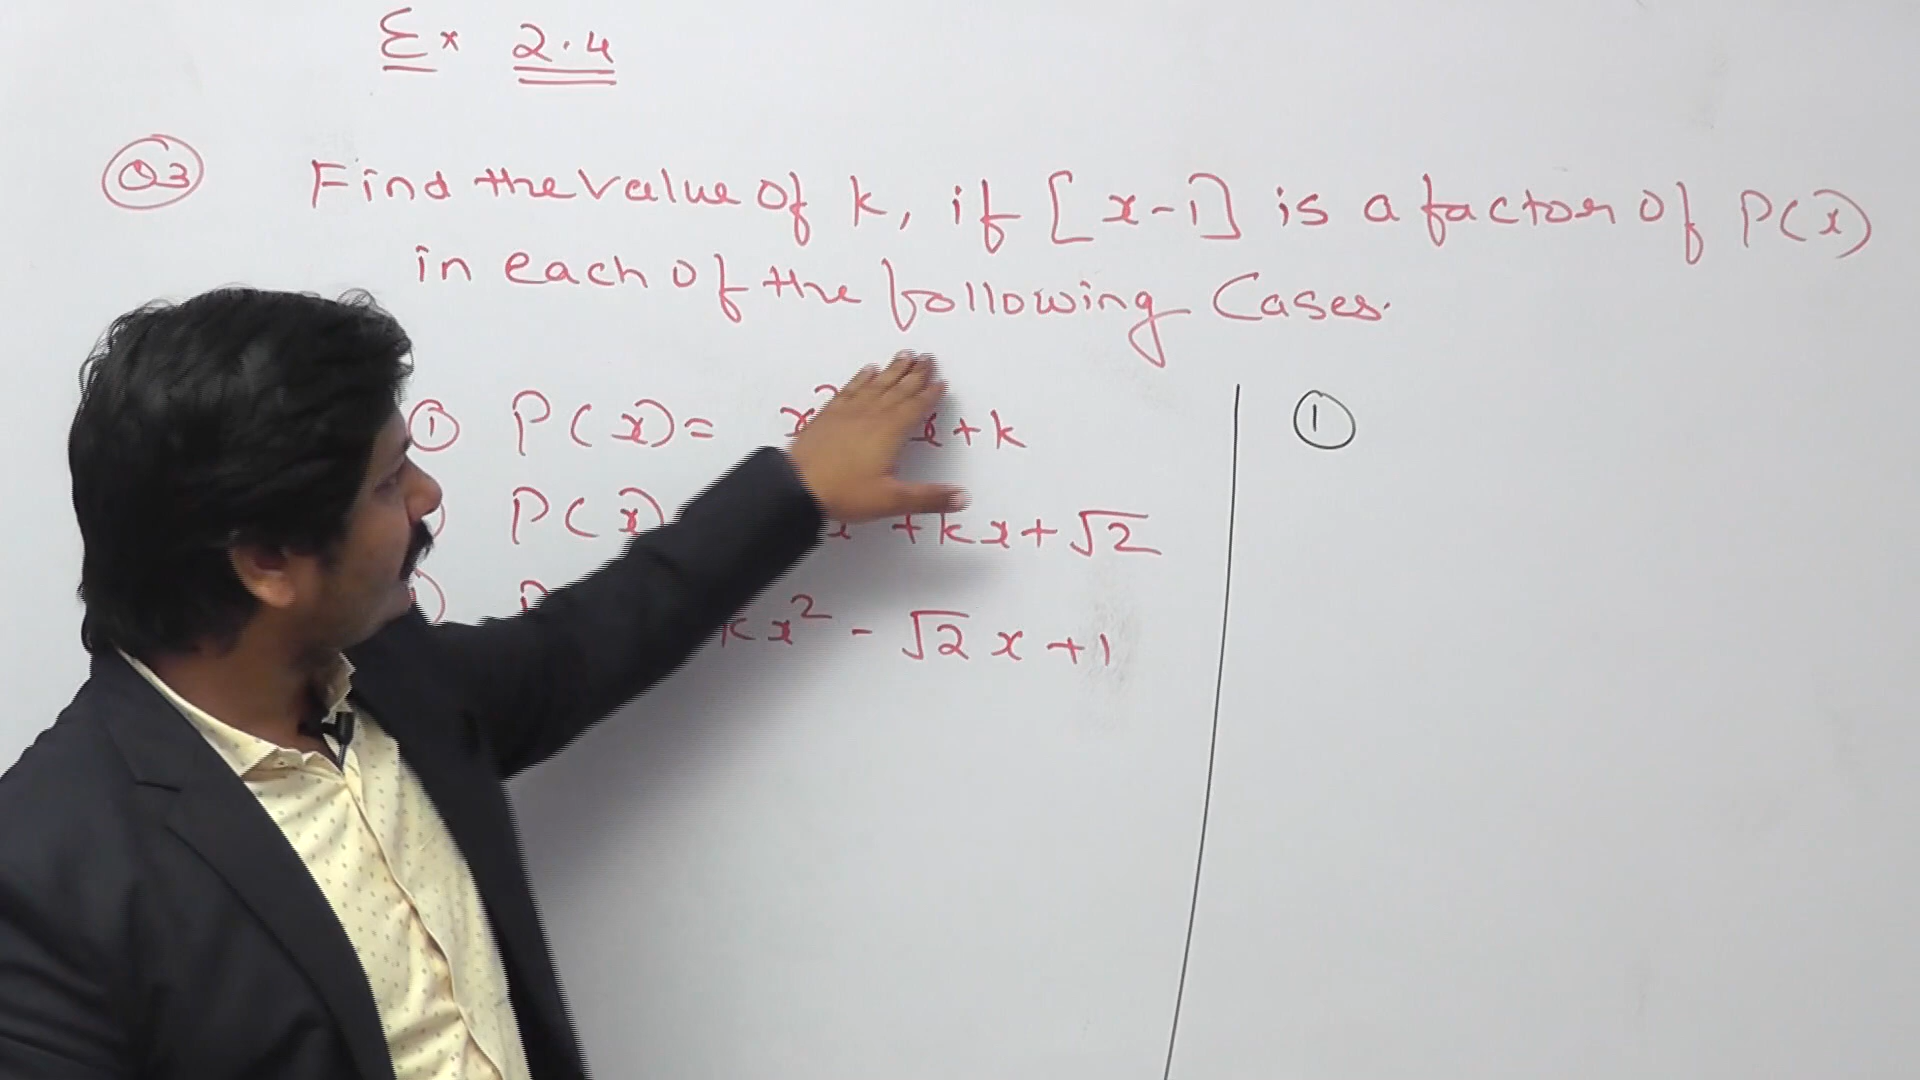 Ex 2.4
Q3 Find the value of k, if [x-1] is a factor of P(x)
in each of the following Cases.
① P(x) = x² x + k ①
P(x) x + kx + √2
P kx² - √2 x + 1